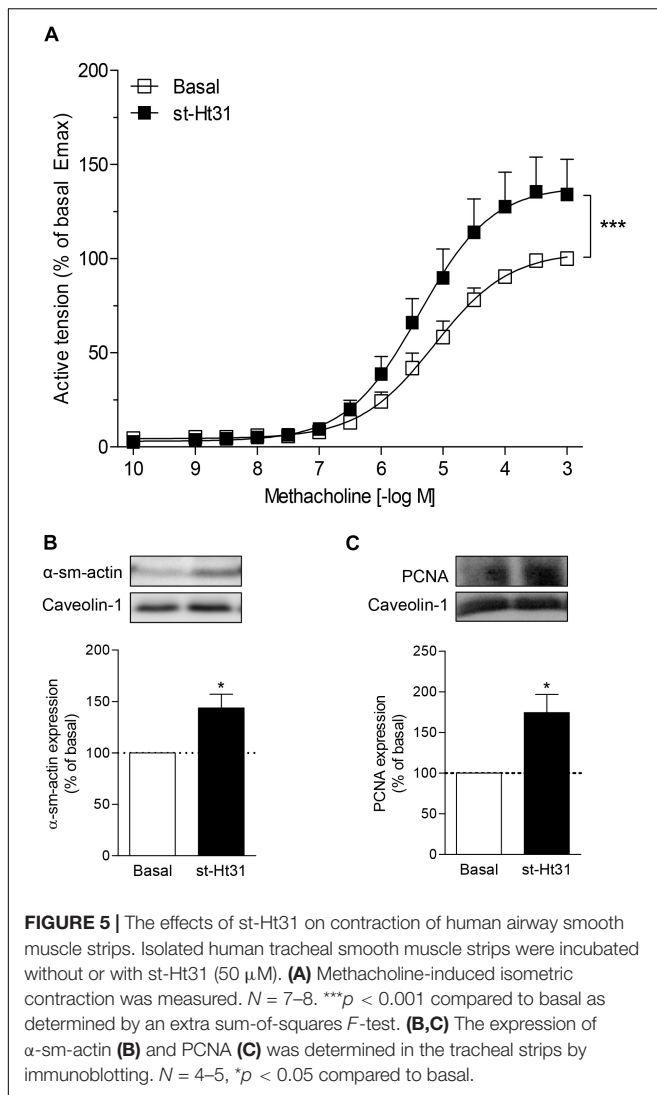 A
200
150
100
50
0
Active tension (% of basal Emax)
Basal
st-Ht31
***
10 9 8 7 6 5 4 3
Methacholine [-log M]
B
α-sm-actin
Caveolin-1
200
150
100
50
0
α-sm-actin expression
(% of basal)
*
Basal st-Ht31
C
PCNA
Caveolin-1
250
200
150
100
50
0
PCNA expression
(% of basal)
*
Basal st-Ht31
FIGURE 5 | The effects of st-Ht31 on contraction of human airway smooth
muscle strips. Isolated human tracheal smooth muscle strips were incubated
without or with st-Ht31 (50 μM). (A) Methacholine-induced isometric
contraction was measured. N = 7–8. ***p < 0.001 compared to basal as
determined by an extra sum-of-squares F-test. (B,C) The expression of
α-sm-actin (B) and PCNA (C) was determined in the tracheal strips by
immunoblotting. N = 4–5, *p < 0.05 compared to basal.